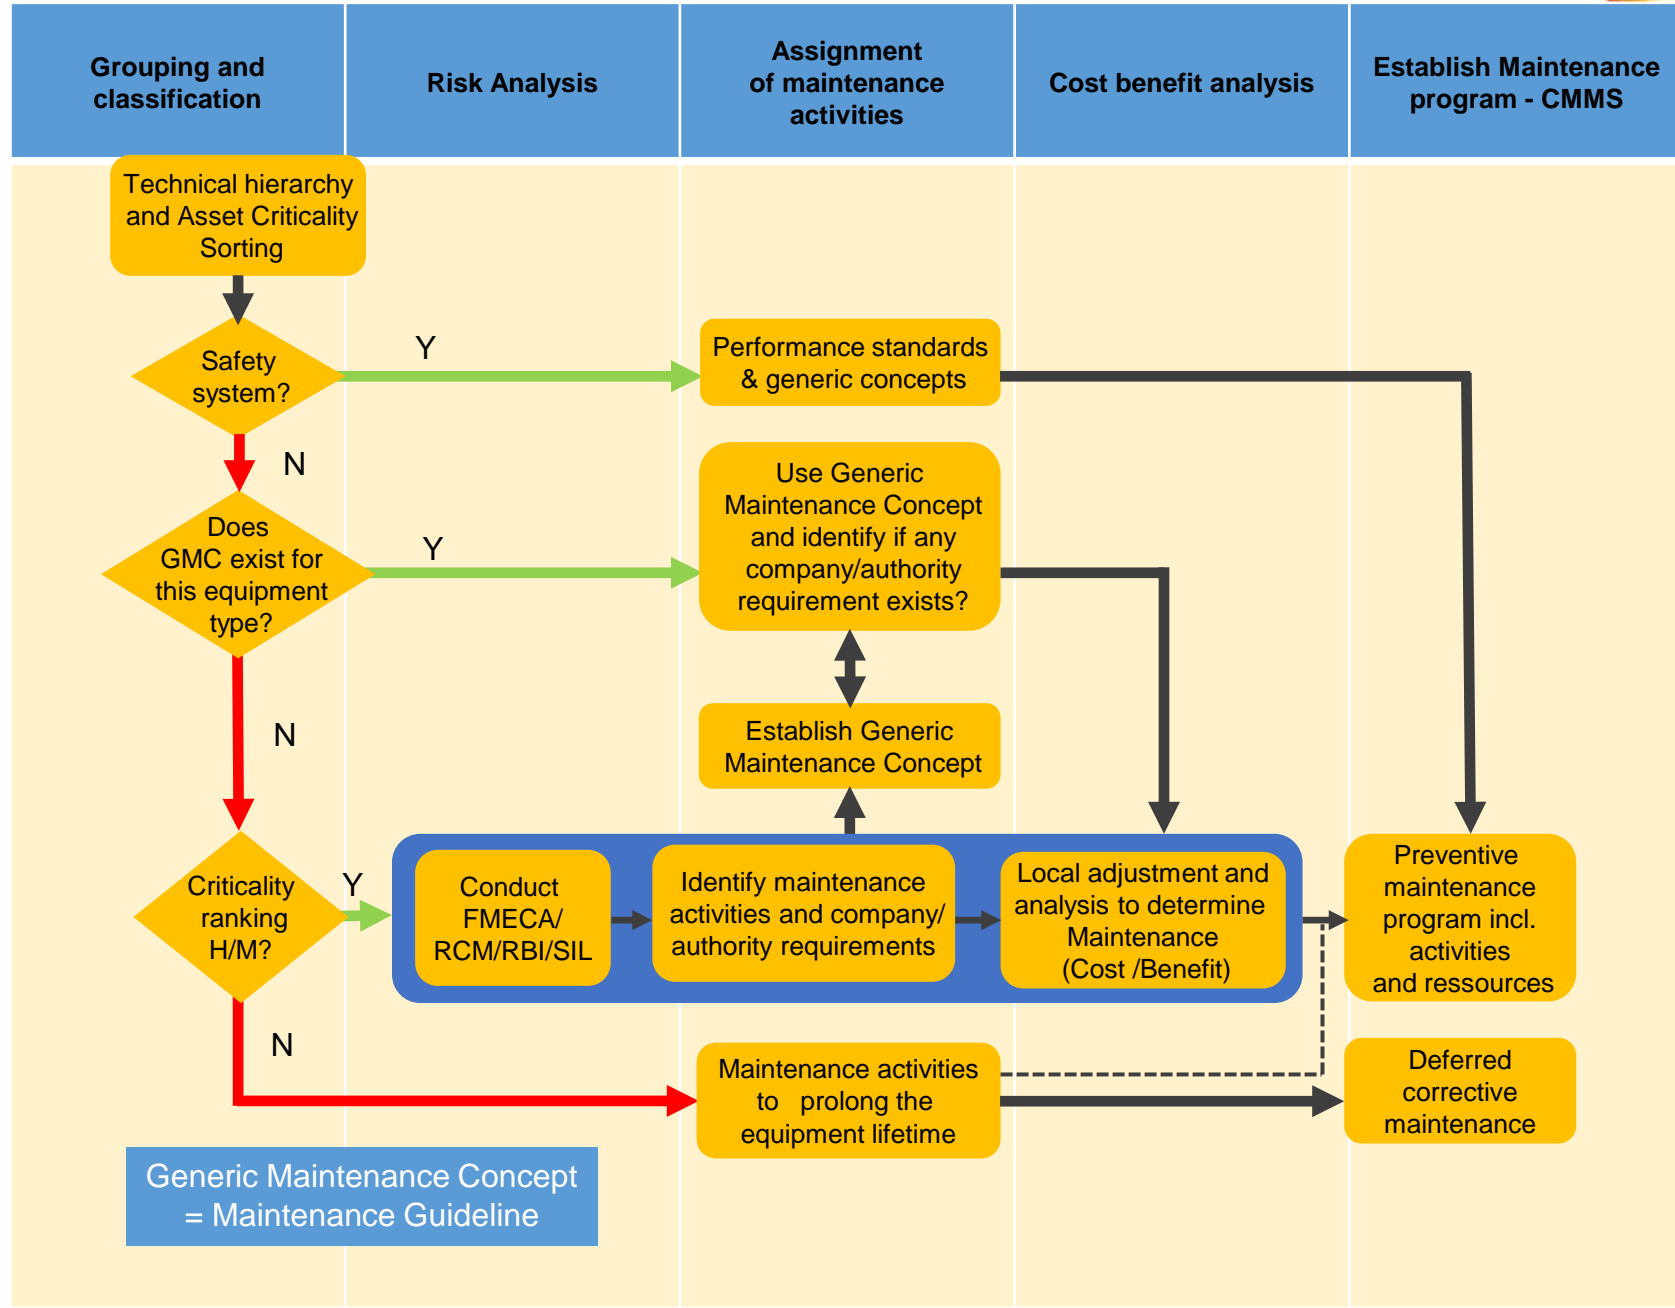 Grouping and
classification
Risk Analysis
Assignment
of maintenance
activities
Cost benefit analysis
Establish Maintenance
program - CMMS
Technical hierarchy
and Asset Criticality
Sorting
Safety
system?
Y
Performance standards
& generic concepts
N
Does
GMC exist for
this equipment
type?
Y
Use Generic
Maintenance Concept
and identify if any
company/authority
requirement exists?
N
Establish Generic
Maintenance Concept
Criticality
ranking
H/M?
Y
Conduct
FMECA/
RCM/RBI/SIL
Identify maintenance
activities and company/
authority requirements
Local adjustment and
analysis to determine
Maintenance
(Cost /Benefit)
Preventive
maintenance
program incl.
activities
and ressources
N
Maintenance activities
to prolong the
equipment lifetime
Deferred
corrective
maintenance
Generic Maintenance Concept
= Maintenance Guideline